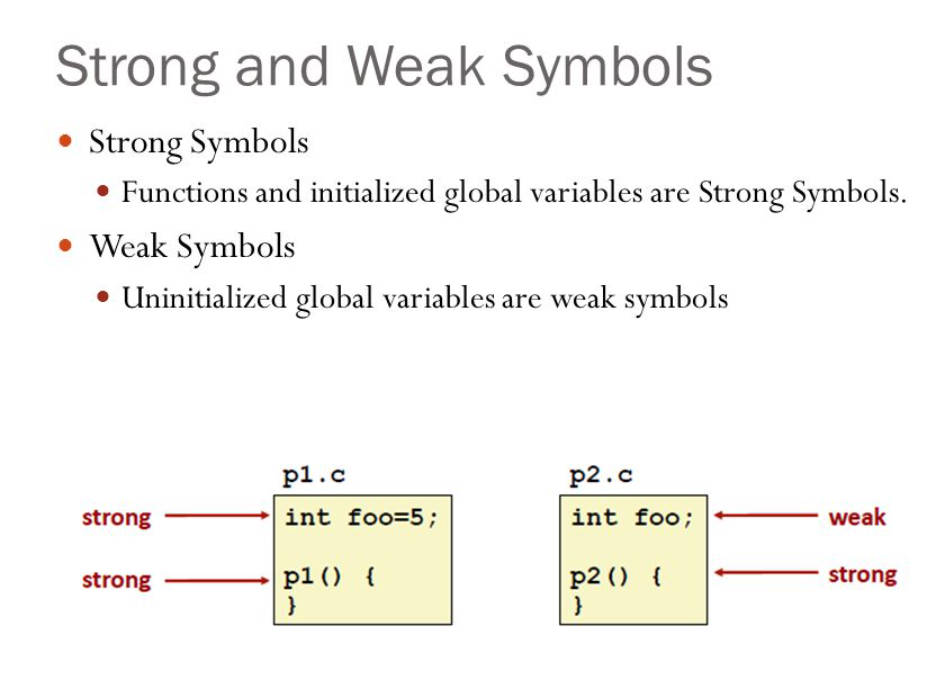 Strong and Weak Symbols
• Strong Symbols
• Functions and initialized global variables are Strong Symbols.
• Weak Symbols
• Uninitialized global variables are weak symbols
p1.c
strong
int foo=5;
strong
p1() {
}
p2.c
int foo;
weak
p2() {
strong
}